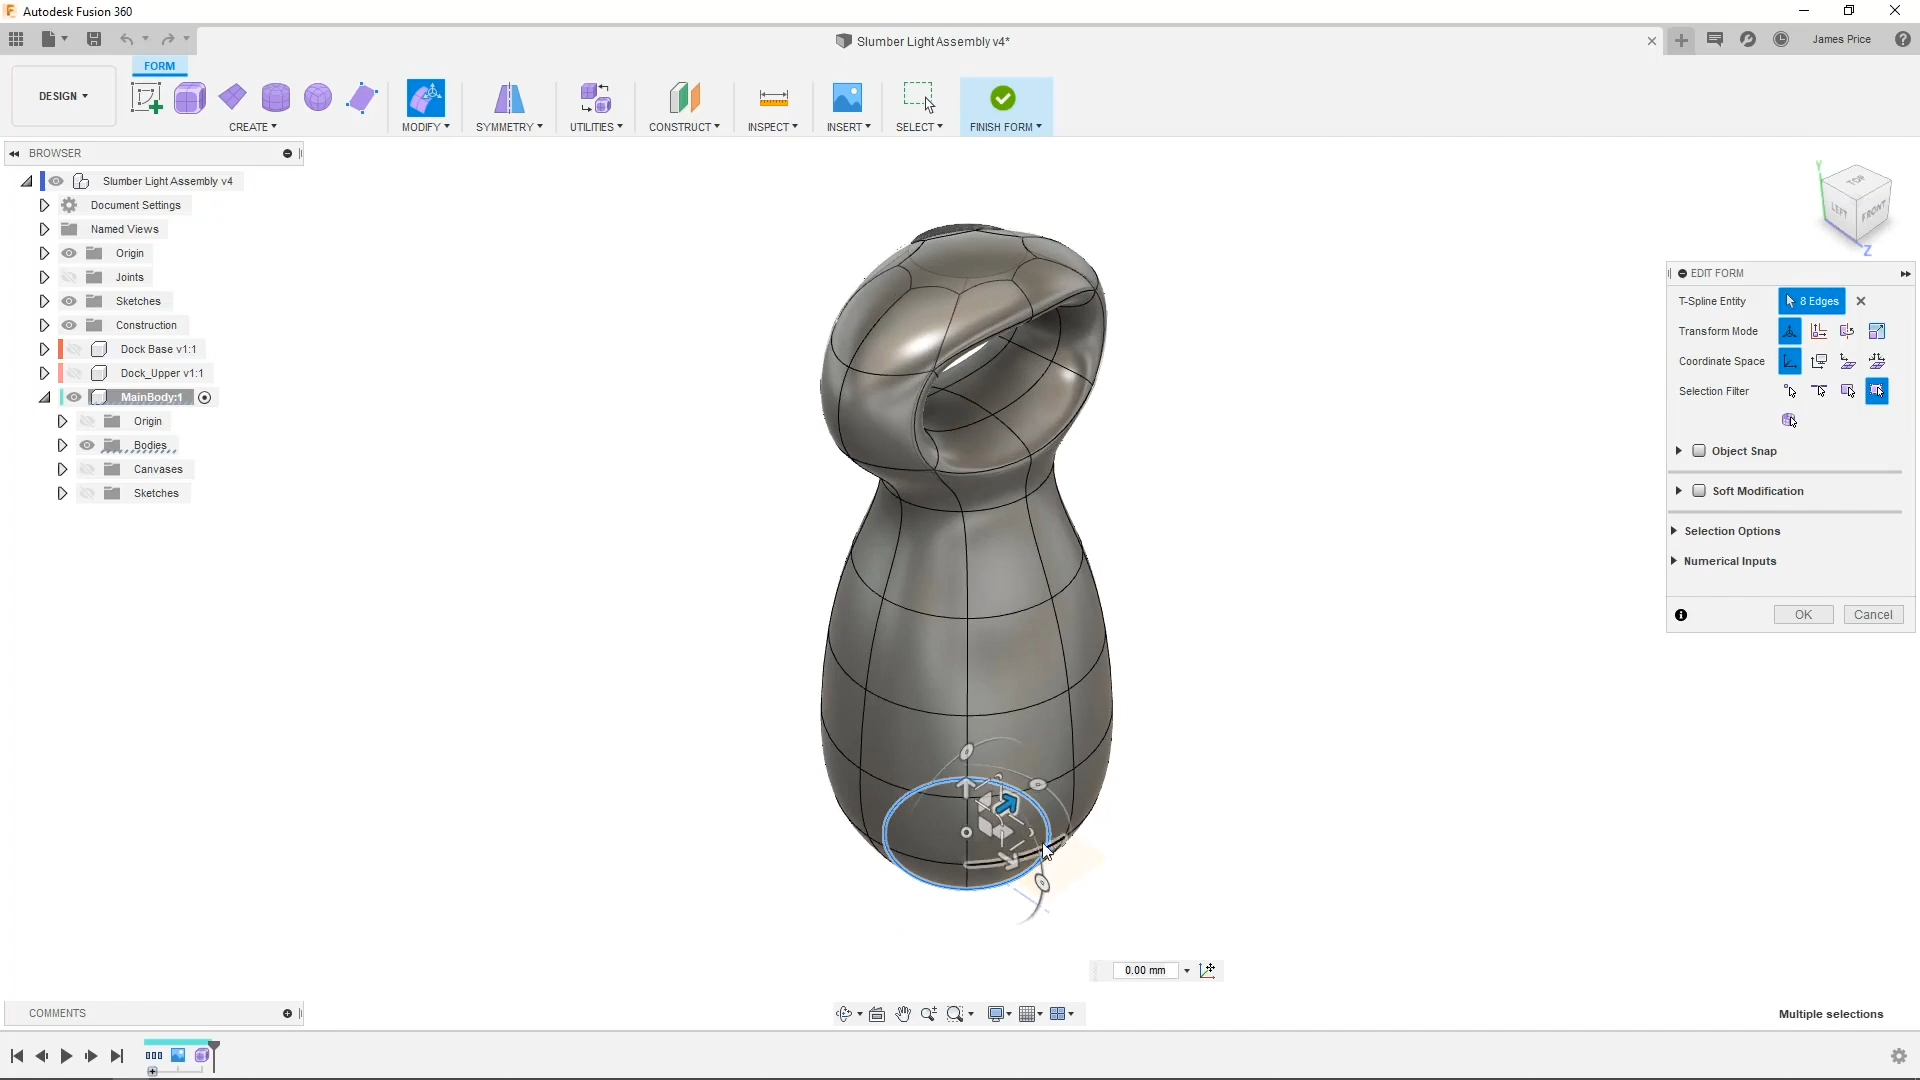 Autodesk Fusion 360
Slumber Light Assembly v4*
James Price
FORM
DESIGN
CREATE
MODIFY
SYMMETRY
UTILITIES
CONSTRUCT
INSPECT
INSERT
SELECT
FINISH FORM
BROWSER
Slumber Light Assembly v4
Document Settings
Named Views
Origin
Joints
Sketches
Construction
Dock Base v1:1
Dock_Upper v1:1
MainBody:1
Origin
Bodies
Canvases
Sketches
TOP
LEFT
FRONT
Y
Z
EDIT FORM
T-Spline Entity
8 Edges
Transform Mode
Coordinate Space
Selection Filter
Object Snap
Soft Modification
Selection Options
Numerical Inputs
OK
Cancel
0.00 mm
COMMENTS
Multiple selections